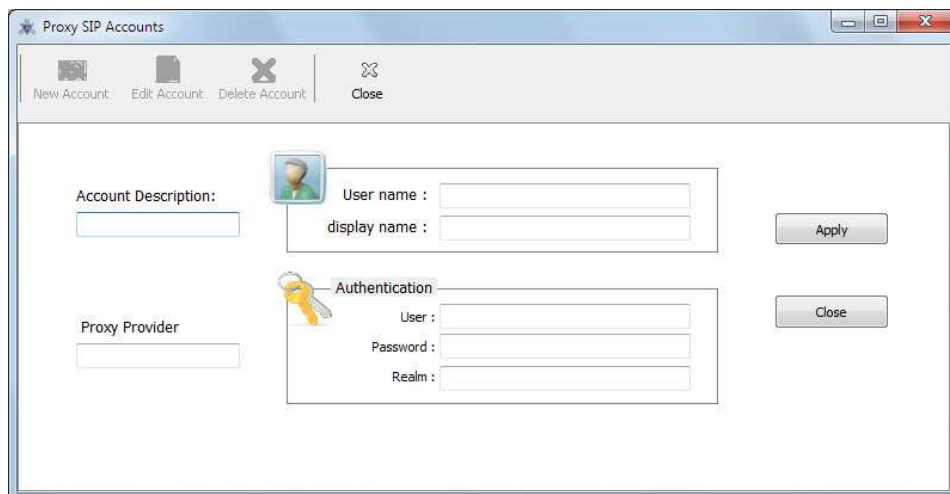 Proxy SIP Accounts
New Account Edit Account Delete Account Close
Account Description:
User name :
display name :
Apply
Authentication
User :
Proxy Provider
Password :
Realm :
Close